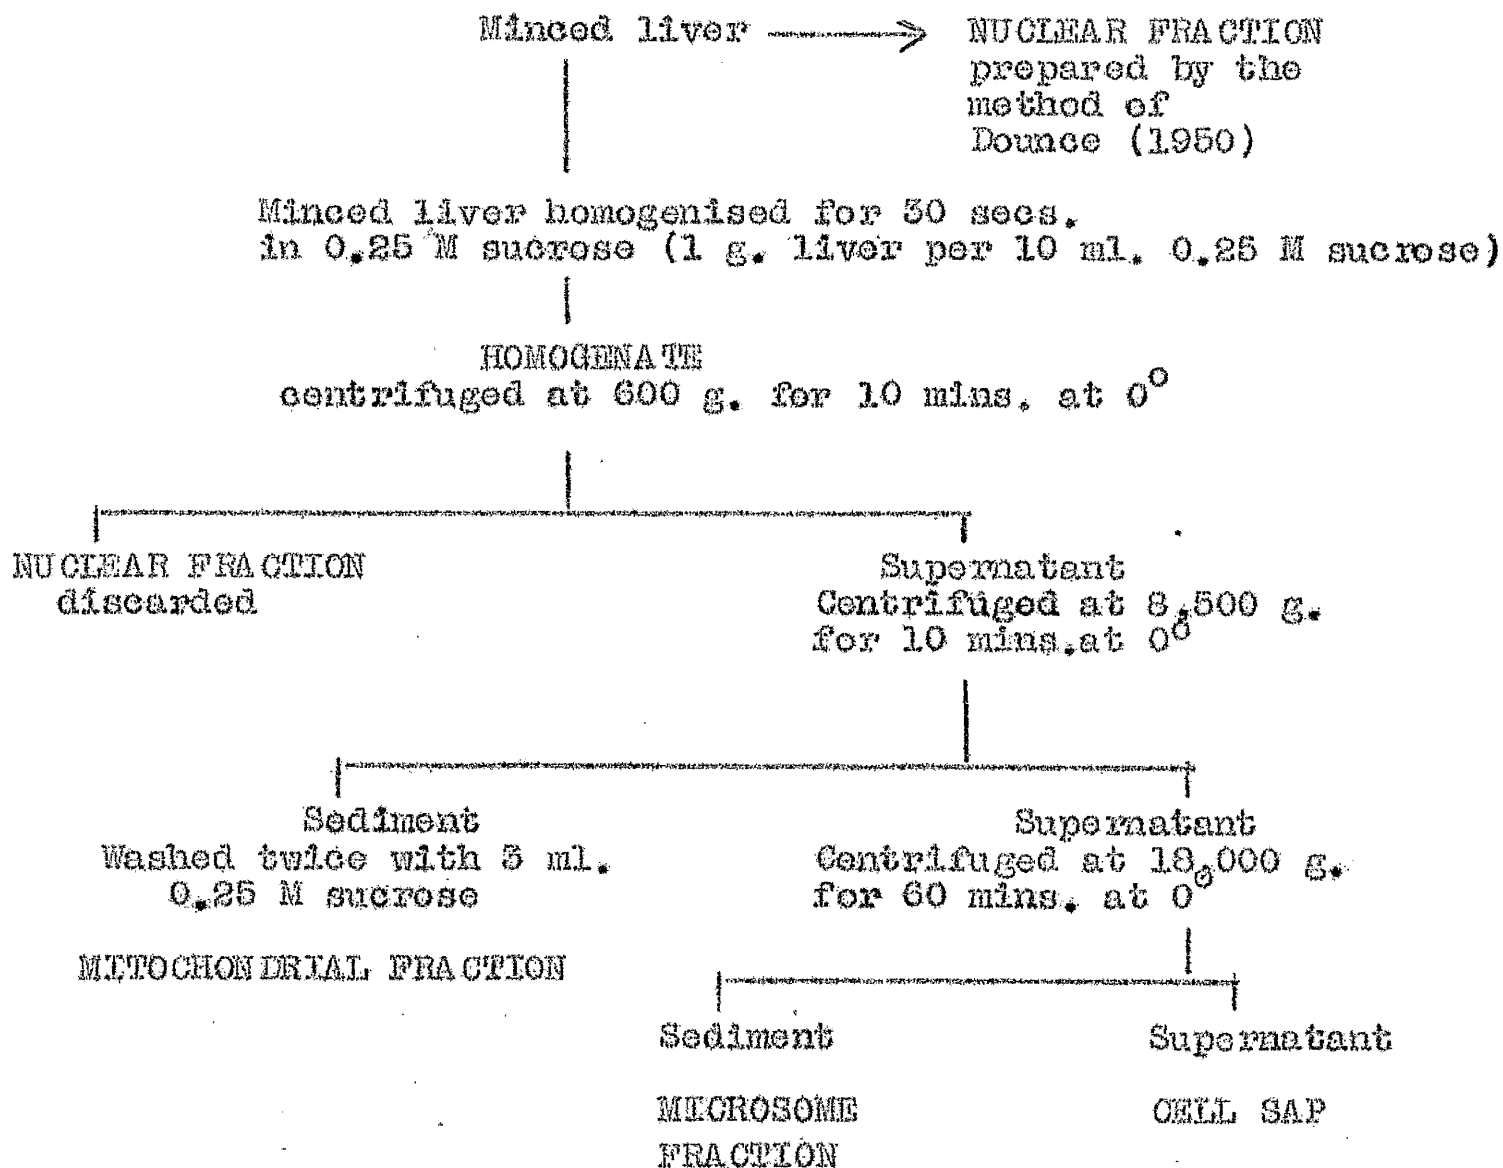 Minced liver
NUCLEAR FRACTION
prepared by the
method of
Dounce (1950)
Minced liver homogenised for 30 secs.
in 0.25 M sucrose (1 g. liver per 10 ml. 0.25 M sucrose)
HOMOGENATE
centrifuged at 600 g. for 10 mins. at 0°
NUCLEAR FRACTION
discarded
Supernatant
Centrifuged at 8,500 g.
for 10 mins.at 0°
Sediment
Washed twice with 5 ml.
0.25 M sucrose
MITOCHONDRIAL FRACTION
Supernatant
Centrifuged at 18,000 g.
for 60 mins. at 0°
Sediment
MICROSOME
FRACTION
Supernatant
CELL SAP